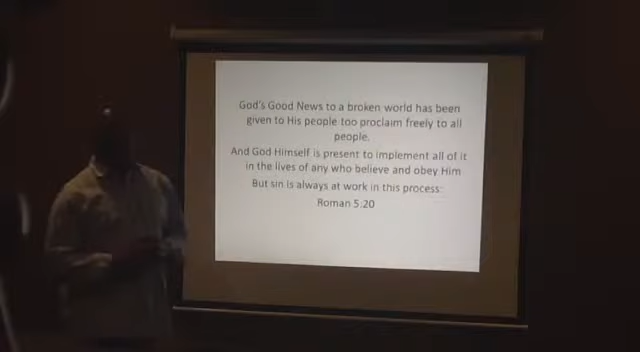 God's Good News to a broken world has been
given to His people too proclaim freely to all
people.
And God Himself is present to implement all of it
in the lives of any who believe and obey Him
But sin is always at work in this process:
Roman 5:20